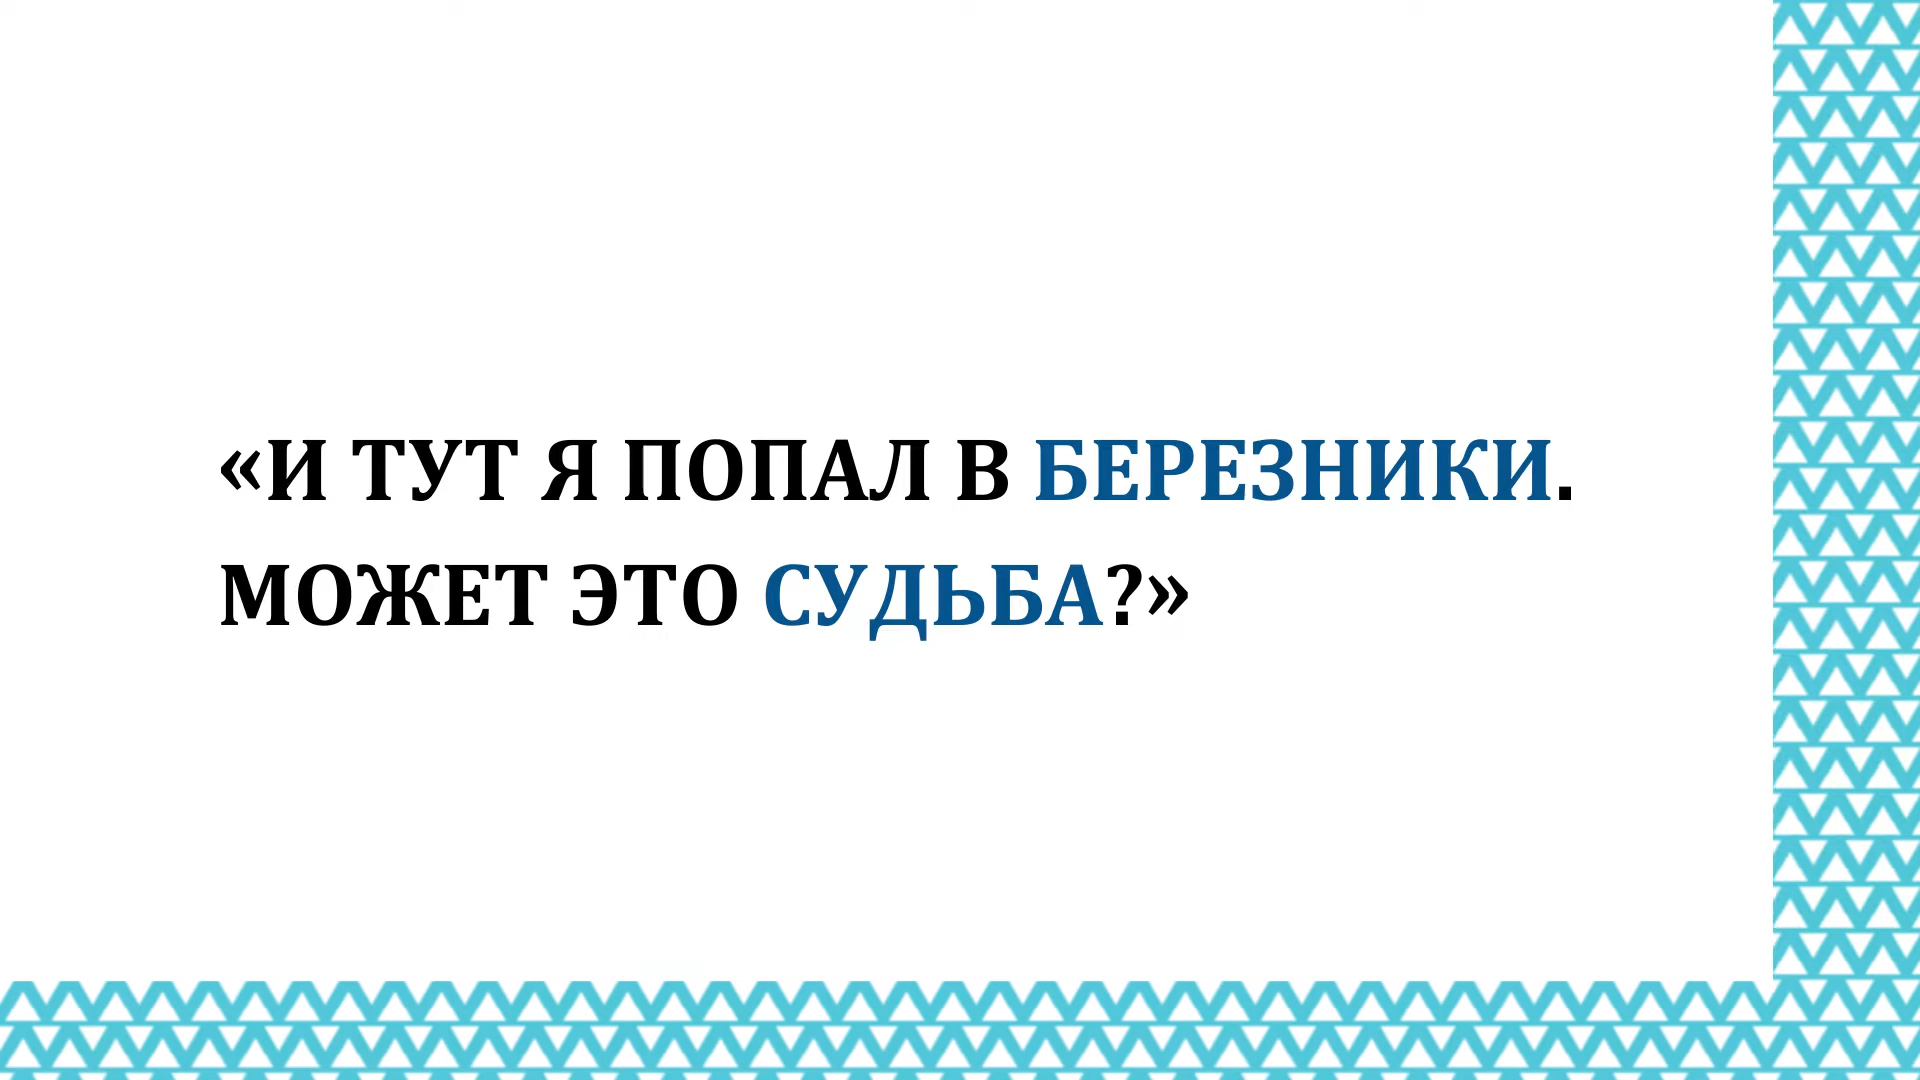 «И ТУТ Я ПОПАЛ В БЕРЕЗНИКИ.
МОЖЕТ ЭТО СУДЬБА?»